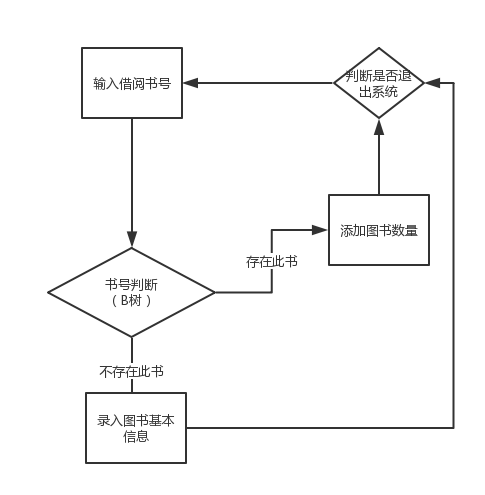 输入借阅书号
判断是否退
出系统
添加图书数量
存在此书
书号判断
（B树）
不存在此书
录入图书基本
信息